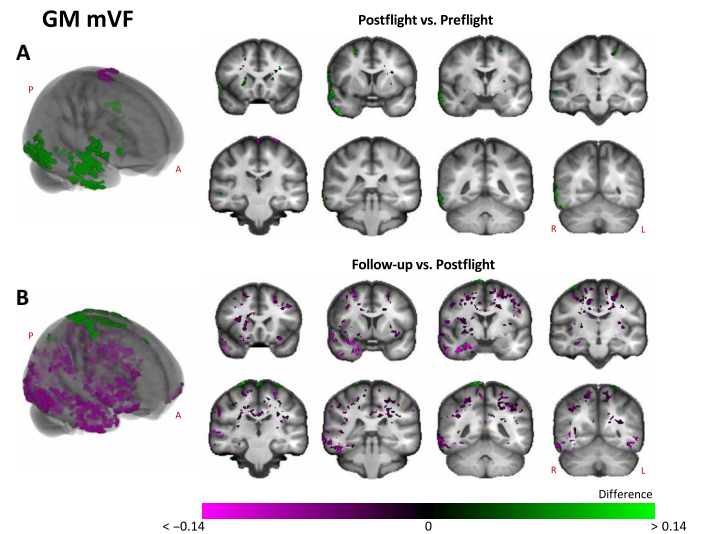 GM mVF
Postflight vs. Preflight
A
P
A
R
L
Follow-up vs. Postflight
B
P
A
R
L
Difference
< −0.14
0
> 0.14